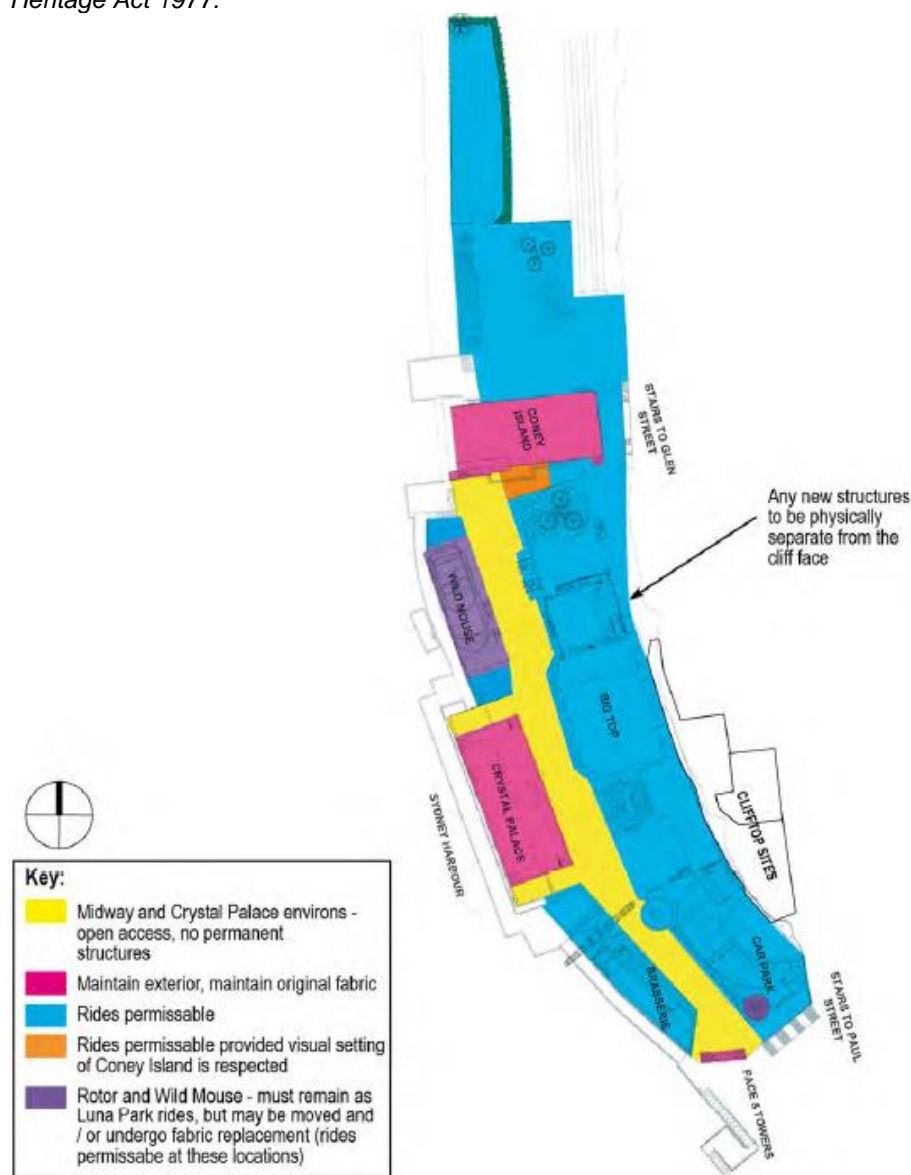 Heritage Act 1977.
CONEY
ISLAND
STAIRS TO GLEN
STREET
Any new structures
to be physically
separate from the
cliff face
WILD MOUSE
BIG TOP
CRYSTAL PALACE
SYDNEY HARBOUR
CLIFFTOP SITES
CAR PARK
BRASSERIE
STAIRS TO PAUL
STREET
FACE & TOWERS
Key:
Midway and Crystal Palace environs -
open access, no permanent
structures
Maintain exterior, maintain original fabric
Rides permissable
Rides permissable provided visual setting
of Coney Island is respected
Rotor and Wild Mouse - must remain as
Luna Park rides, but may be moved and
/ or undergo fabric replacement (rides
permissabe at these locations)